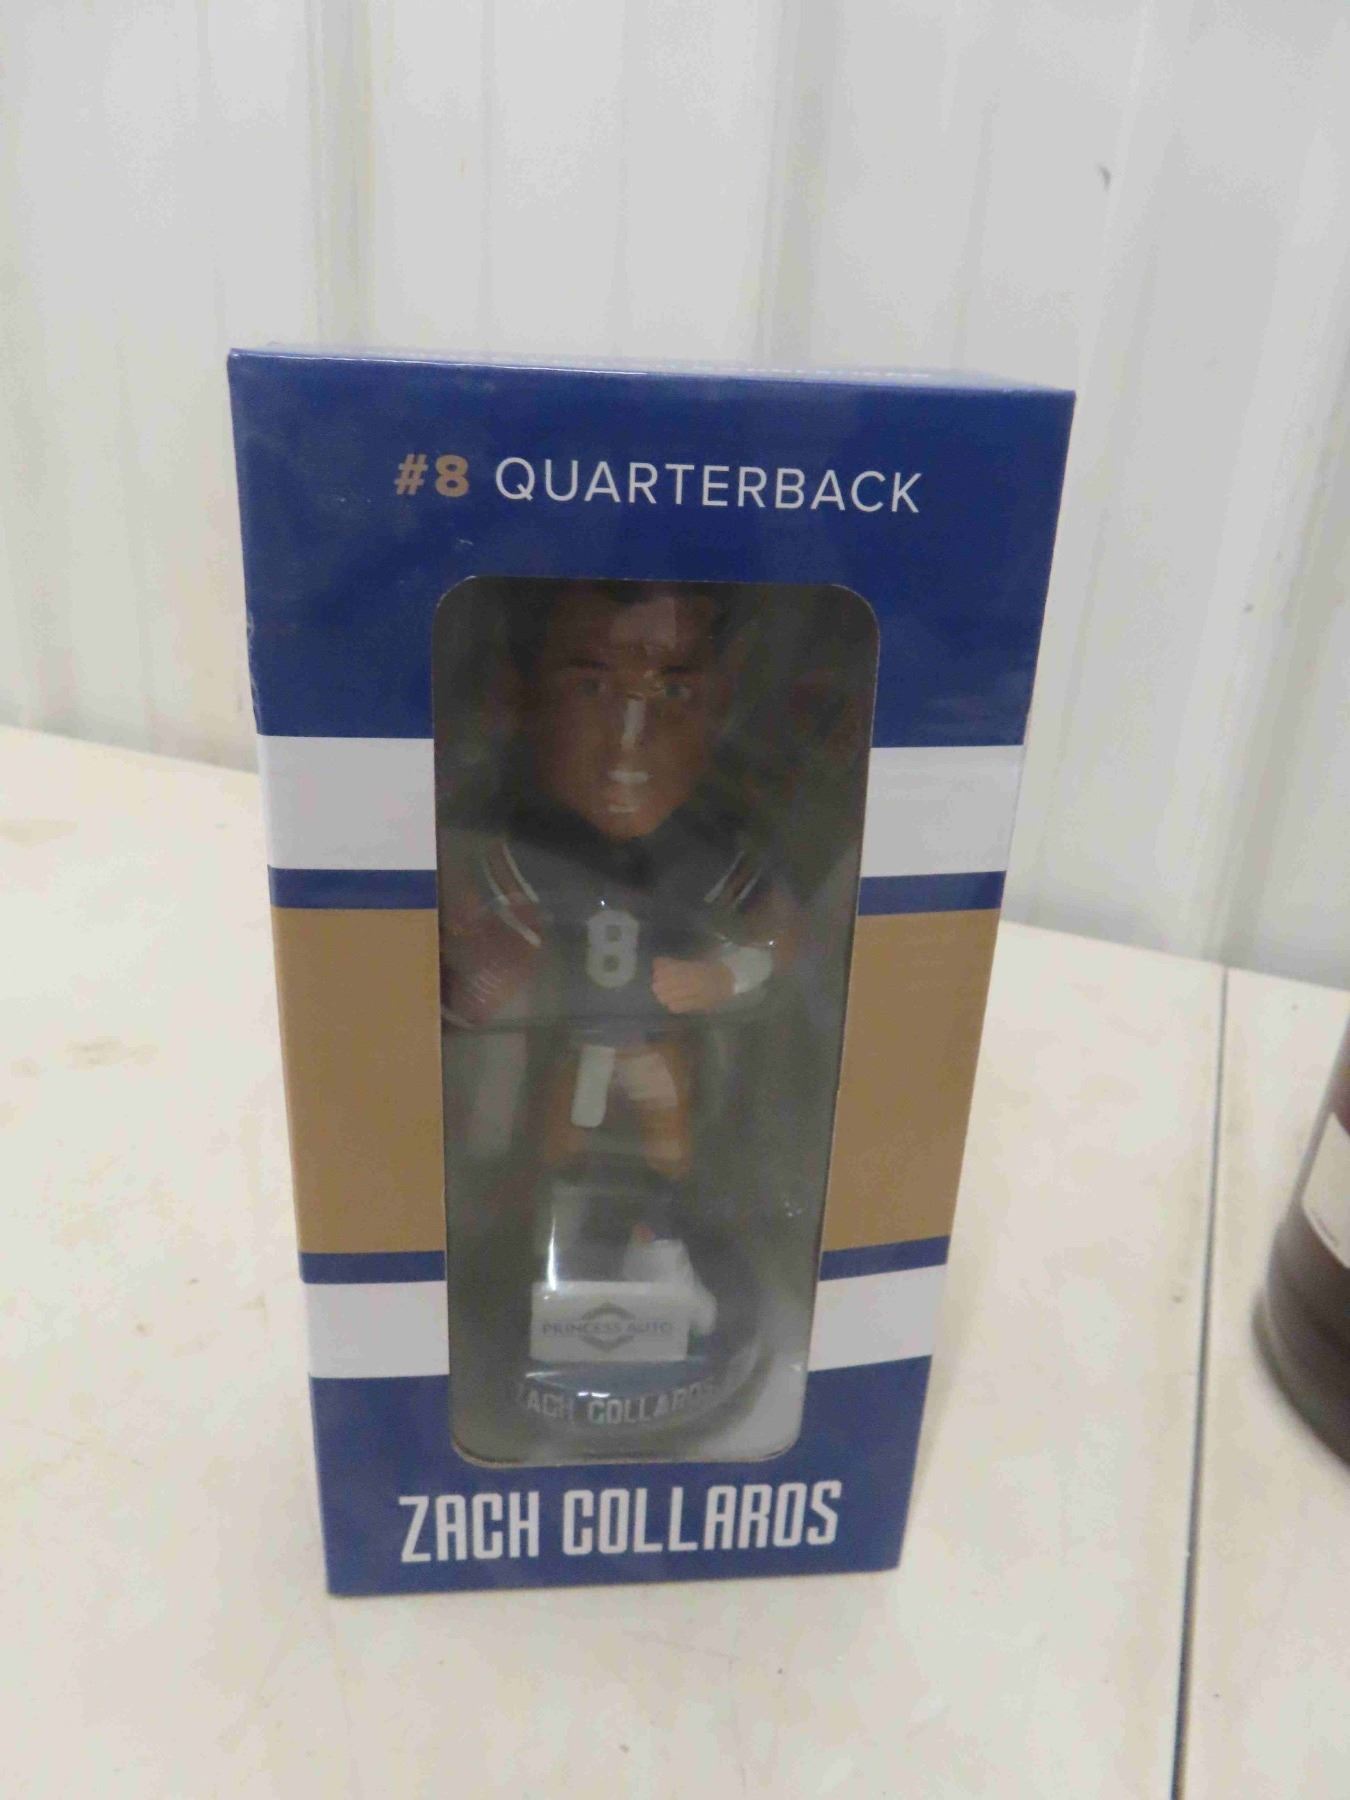 #8 QUARTERBACK
8
PRINCESS AUTO
ZACH COLLAROS
ZACH COLLAROS